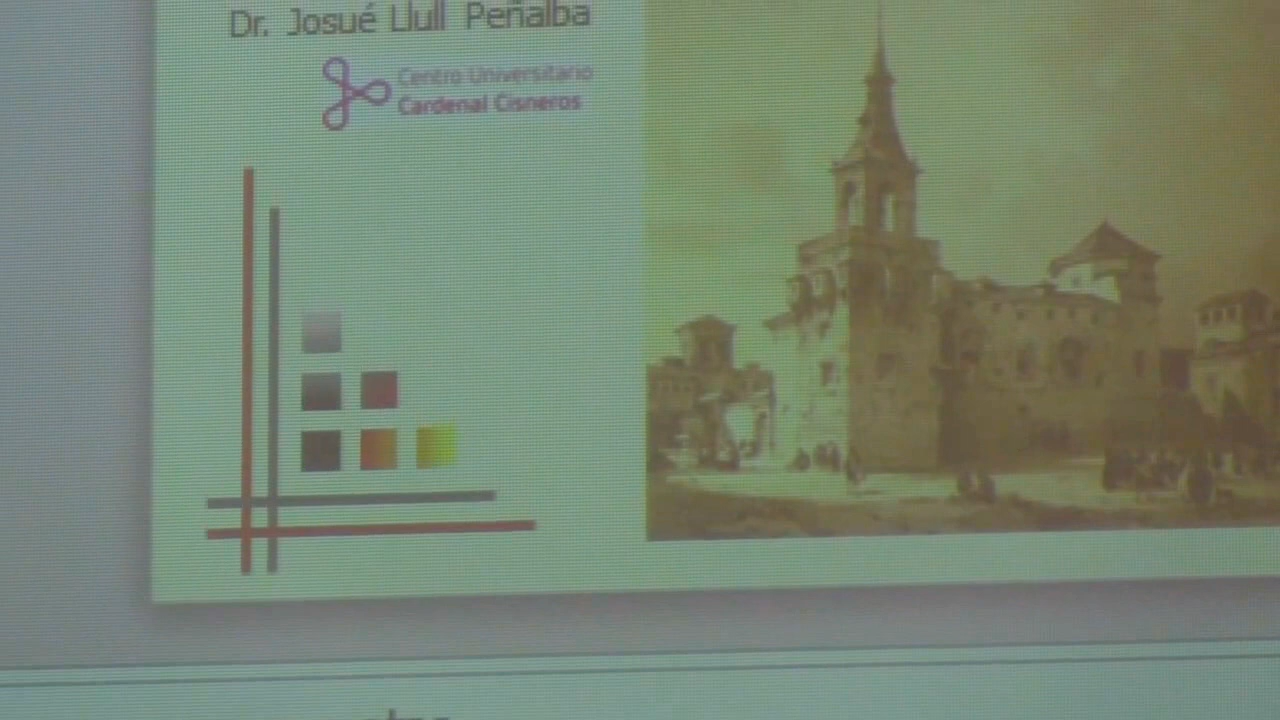 Dr. Josué Llull Peñalba
Centro Universitario
Cardenal Cisneros